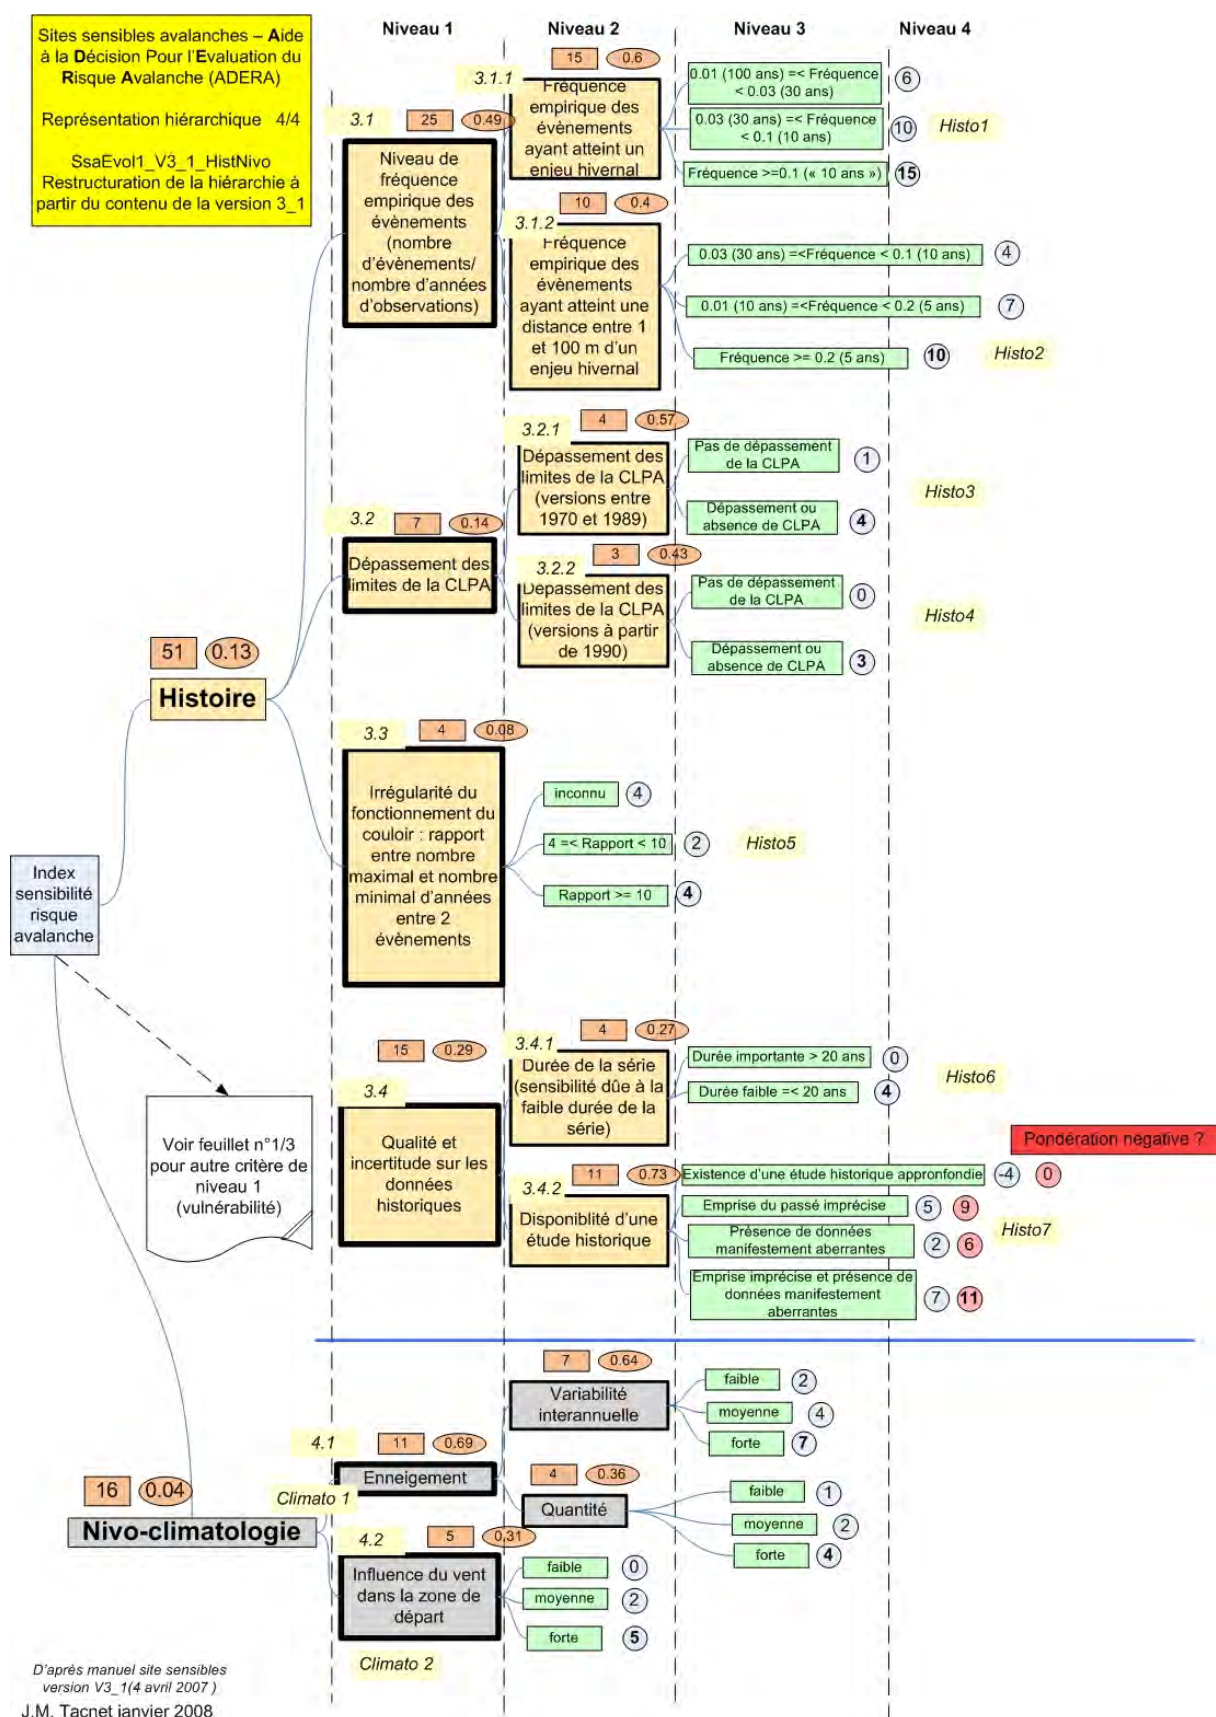 Sites sensibles avalanches – Aide
à la Décision Pour l'Evaluation du
Risque Avalanche (ADERA)
Représentation hiérarchique 4/4
SsaEvol1_V3_1_HistNivo
Restructuration de la hiérarchie à
partir du contenu de la version 3_1
Niveau 1
Niveau 2
Niveau 3
Niveau 4
3.1
25
0.49
Niveau de
fréquence
empirique des
évènements
(nombre
d'évènements/
nombre d'années
d'observations)
3.1.1
15
0.6
Fréquence
empirique des
évènements
ayant atteint un
enjeu hivernal
0.01 (100 ans) =< Fréquence
< 0.03 (30 ans)
6
0.03 (30 ans) =< Fréquence
< 0.1 (10 ans)
10
Histo1
Fréquence >=0.1 (« 10 ans »)
15
3.1.2
10
0.4
Fréquence
empirique des
évènements
ayant atteint une
distance entre 1
et 100 m d'un
enjeu hivernal
0.03 (30 ans) =<Fréquence < 0.1 (10 ans)
4
0.01 (10 ans) =<Fréquence < 0.2 (5 ans)
7
Fréquence >= 0.2 (5 ans)
10
Histo2
3.2
7
0.14
Dépassement des
limites de la CLPA
3.2.1
4
0.57
Dépassement des
limites de la CLPA
(versions entre
1970 et 1989)
Pas de dépassement
de la CLPA
1
Dépassement ou
absence de CLPA
4
Histo3
3.2.2
3
0.43
Dépassement des
limites de la CLPA
(versions à partir
de 1990)
Pas de dépassement
de la CLPA
0
Dépassement ou
absence de CLPA
3
Histo4
51
0.13
Histoire
3.3
4
0.08
Irrégularité du
fonctionnement du
couloir : rapport
entre nombre
maximal et nombre
minimal d'années
entre 2
évènements
inconnu
4
4 =< Rapport < 10
2
Rapport >= 10
4
Histo5
Index
sensibilité
risque
avalanche
Voir feuillet n°1/3
pour autre critère de
niveau 1
(vulnérabilité)
15
0.29
3.4
Qualité et
incertitude sur les
données
historiques
3.4.1
4
0.27
Durée de la série
(sensibilité dûe à la
faible durée de la
série)
Durée importante > 20 ans
0
Durée faible =< 20 ans
4
Histo6
Pondération négative ?
3.4.2
11
0.73
Disponiblité d'une
étude historique
Existence d'une étude historique appronfondie
-4
0
Emprise du passé imprécise
5
9
Présence de données
manifestement aberrantes
2
6
Histo7
Emprise imprécise et présence de
données manifestement
aberrantes
7
11
16
0.04
Nivo-climatologie
4.1
11
0.69
Enneigement
Climato 1
7
0.64
Variabilité
interannuelle
faible
2
moyenne
4
forte
7
4
0.36
Quantité
faible
1
moyenne
2
forte
4
4.2
5
0.31
Influence du vent
dans la zone de
départ
faible
0
moyenne
2
forte
5
Climato 2
D'après manuel site sensibles
version V3_1(4 avril 2007 )
J.M. Tacnet janvier 2008